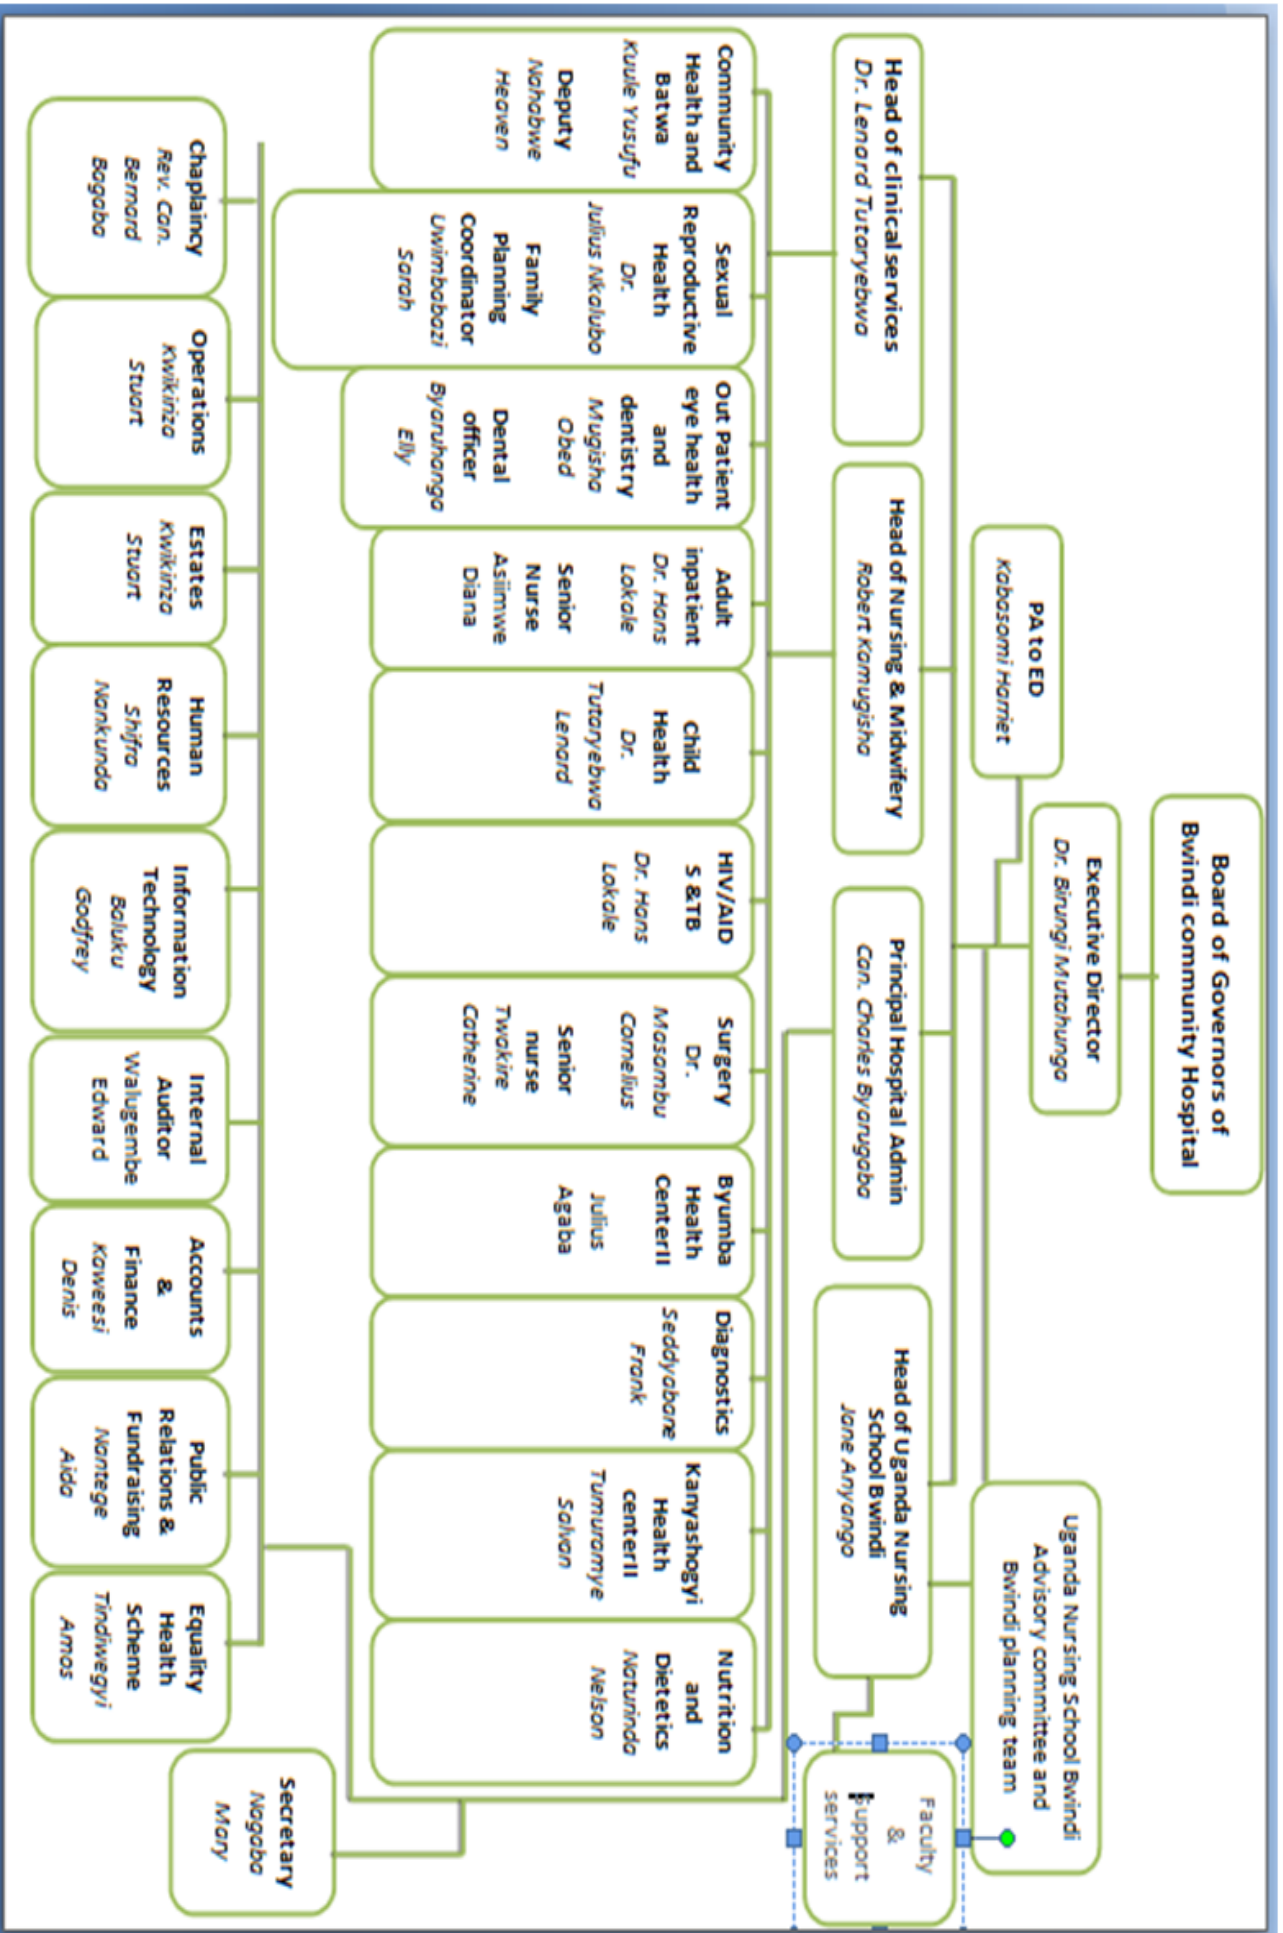 Board of Governors of
Bwindi community Hospital
Executive Director
Dr. Birungi Mutahunga
PA to ED
Kabasomi Harriet
Uganda Nursing School Bwindi
Advisory committee and
Bwindi planning team
Head of clinical services
Dr. Lenard Tutaryebwa
Head of Nursing & Midwifery
Robert Kamugisha
Principal Hospital Admin
Can. Charles Byarugaba
Head of Uganda Nursing
School Bwindi
Jane Anyango
Faculty
&
support
services
Community
Health and
Batwa
Kuule Yusufu
Deputy
Nahabwe
Heaven
Sexual
Reproductive
Health
Dr.
Julius Nkalubo
Family
Planning
Coordinator
Uwimbabazi
Sarah
Out Patient
eye health
and
dentistry
Mugisha
Obed
Dental
officer
Byaruhanga
Elly
Adult
inpatient
Dr. Hans
Lokale
Senior
Nurse
Asiimwe
Diana
Child
Health
Dr.
Tutaryebwa
Lenard
HIV/AID
S &TB
Dr. Hans
Lokale
Surgery
Dr.
Masambu
Cornelius
Senior
nurse
Twakire
Catherine
Byumba
Health
CenterII
Julius
Agaba
Diagnostics
Seddyabane
Frank
Kanyashogyi
Health
centerII
Tumuramye
Salvan
Nutrition
and
Dietetics
Naturinda
Nelson
Chaplaincy
Rev. Can.
Bernard
Bagaba
Operations
Kwikiriza
Stuart
Estates
Kwikiriza
Stuart
Human
Resources
Shifra
Nankunda
Information
Technology
Baluku
Godfrey
Internal
Auditor
Walugembe
Edward
Accounts
&
Finance
Kaweesi
Denis
Public
Relations &
Fundraising
Nantege
Aida
Equality
Health
Scheme
Tindiwegyi
Amos
Secretary
Nagaba
Mary